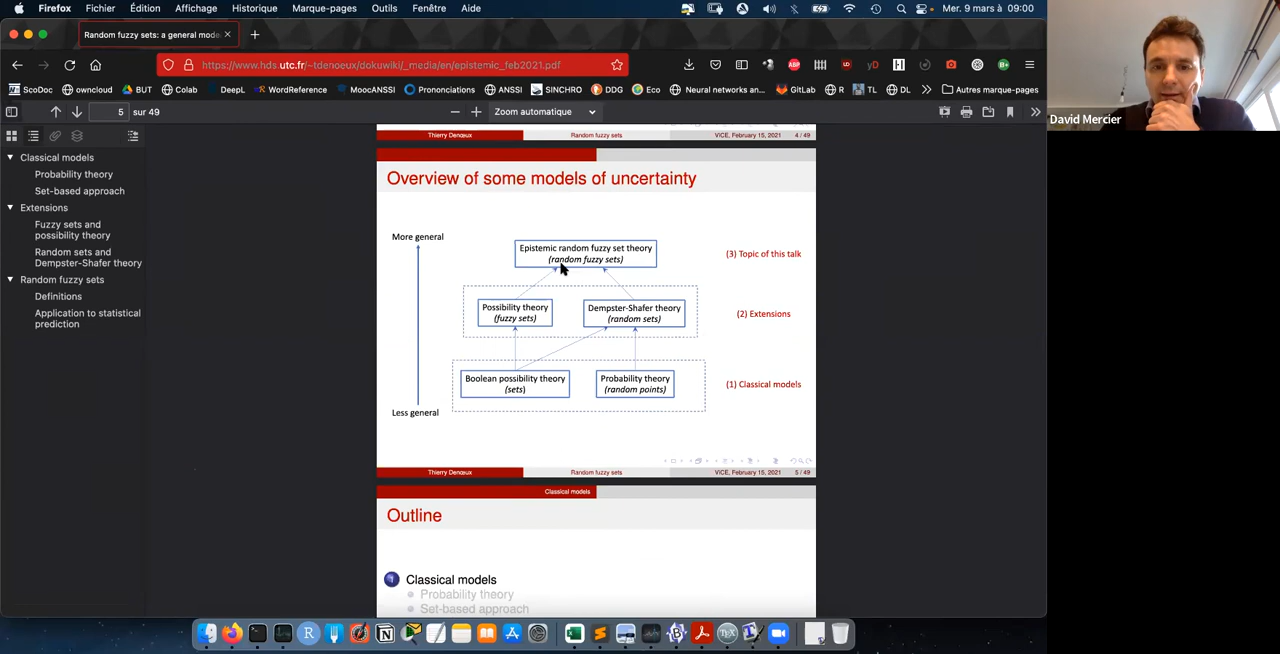 Firefox Fichier Édition Affichage Historique Marque-pages Outils Fenêtre Aide Mer. 9 mars à 09:00
Random fuzzy sets: a general mode
https://www.hds.utc.fr/~tdenoeux/dokuwiki/_media/en/epistemic_feb2021.pdf
ScoDoc owncloud BUT Colab DeepL WordReference MoocANSSI Prononciations ANSSI SINCHRO DDG Eco Neural networks an... GitLab R TL DL Autres marque-pages
5 sur 49 Zoom automatique
David Mercier
Classical models
Probability theory
Set-based approach
Extensions
Fuzzy sets and
possibility theory
Random sets and
Dempster-Shafer theory
Random fuzzy sets
Definitions
Application to statistical
prediction
Thierry Denœux Random fuzzy sets ViCE, February 15, 2021 4 / 49
Overview of some models of uncertainty
More general
Epistemic random fuzzy set theory
(random fuzzy sets)
(3) Topic of this talk
Possibility theory
(fuzzy sets)
Dempster-Shafer theory
(random sets)
(2) Extensions
Boolean possibility theory
(sets)
Probability theory
(random points)
(1) Classical models
Less general
Thierry Denœux Random fuzzy sets ViCE, February 15, 2021 5 / 49
Classical models
Outline
1 Classical models
Probability theory
Set-based approach